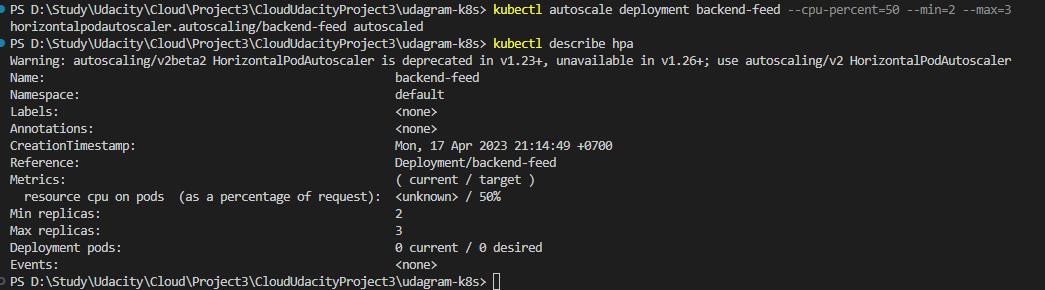 PS D:\Study\Udacity\Cloud\Project3\CloudUdacityProject3\udagram-k8s> kubectl autoscale deployment backend-feed --cpu-percent=50 --min=2 --max=3
horizontalpodautoscaler.autoscaling/backend-feed autoscaled
PS D:\Study\Udacity\Cloud\Project3\CloudUdacityProject3\udagram-k8s> kubectl describe hpa
Warning: autoscaling/v2beta2 HorizontalPodAutoscaler is deprecated in v1.23+, unavailable in v1.26+; use autoscaling/v2 HorizontalPodAutoscaler
Name: backend-feed
Namespace: default
Labels: <none>
Annotations: <none>
CreationTimestamp: Mon, 17 Apr 2023 21:14:49 +0700
Reference: Deployment/backend-feed
Metrics: ( current / target )
  resource cpu on pods  (as a percentage of request): <unknown> / 50%
Min replicas: 2
Max replicas: 3
Deployment pods: 0 current / 0 desired
Events: <none>
PS D:\Study\Udacity\Cloud\Project3\CloudUdacityProject3\udagram-k8s>